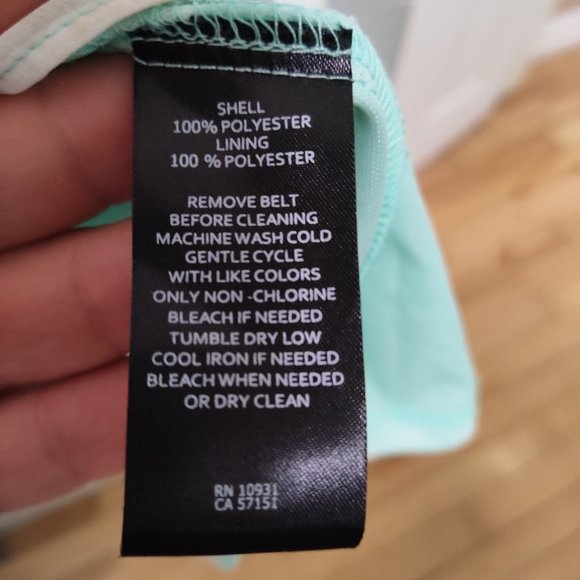 SHELL
100% POLYESTER
LINING
100 % POLYESTER
REMOVE BELT
BEFORE CLEANING
MACHINE WASH COLD
GENTLE CYCLE
WITH LIKE COLORS
ONLY NON -CHLORINE
BLEACH IF NEEDED
TUMBLE DRY LOW
COOL IRON IF NEEDED
BLEACH WHEN NEEDED
OR DRY CLEAN
RN 10931
CA 57151